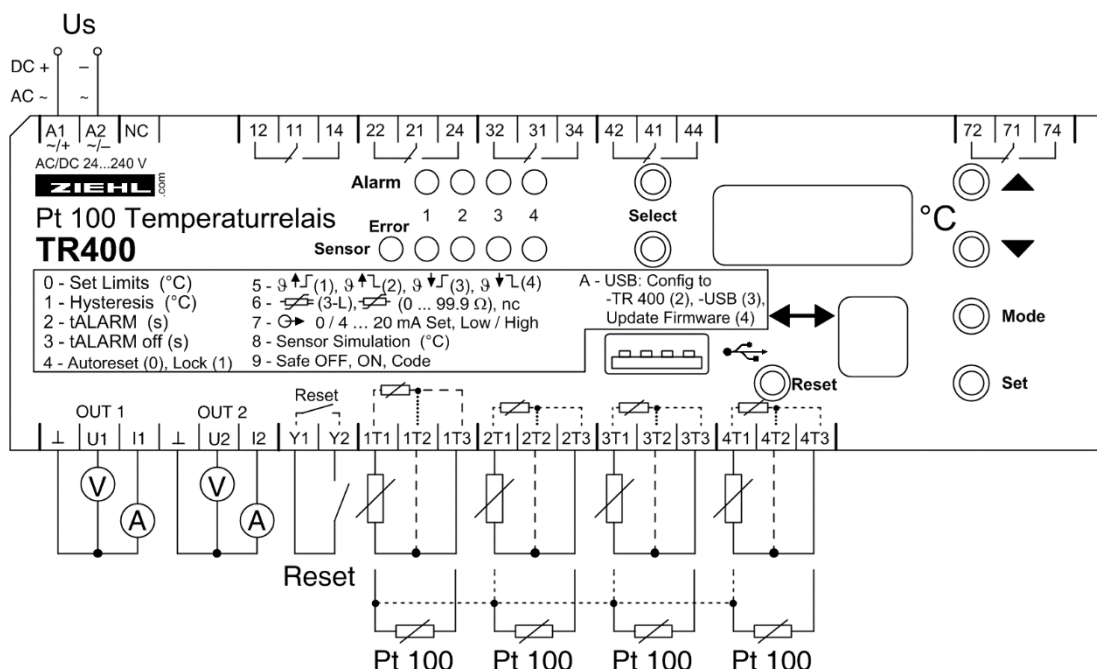 Us
DC + –
AC ~ ~
A1 A2 NC 12 11 14 22 21 24 32 31 34 42 41 44 72 71 74
~/+ ~/–
AC/DC 24...240 V
ZIEHL.com
Alarm
Pt 100 Temperaturrelais
1 2 3 4
Select
°C
Error
TR400
Sensor
0 - Set Limits (°C)
1 - Hysteresis (°C)
2 - tALARM (s)
3 - tALARM off (s)
4 - Autoreset (0), Lock (1)
5 - ϑ (1), ϑ (2), ϑ (3), ϑ (4)
6 - (3-L), (0 ... 99.9 Ω), nc
7 - 0 / 4 ... 20 mA Set, Low / High
8 - Sensor Simulation (°C)
9 - Safe OFF, ON, Code
A - USB: Config to
-TR 400 (2), -USB (3),
Update Firmware (4)
Mode
Reset
Set
OUT 1 OUT 2 Reset
⊥ U1 I1 ⊥ U2 I2 Y1 Y2 1T1 1T2 1T3 2T1 2T2 2T3 3T1 3T2 3T3 4T1 4T2 4T3
V V
A A
Reset
Pt 100 Pt 100 Pt 100 Pt 100